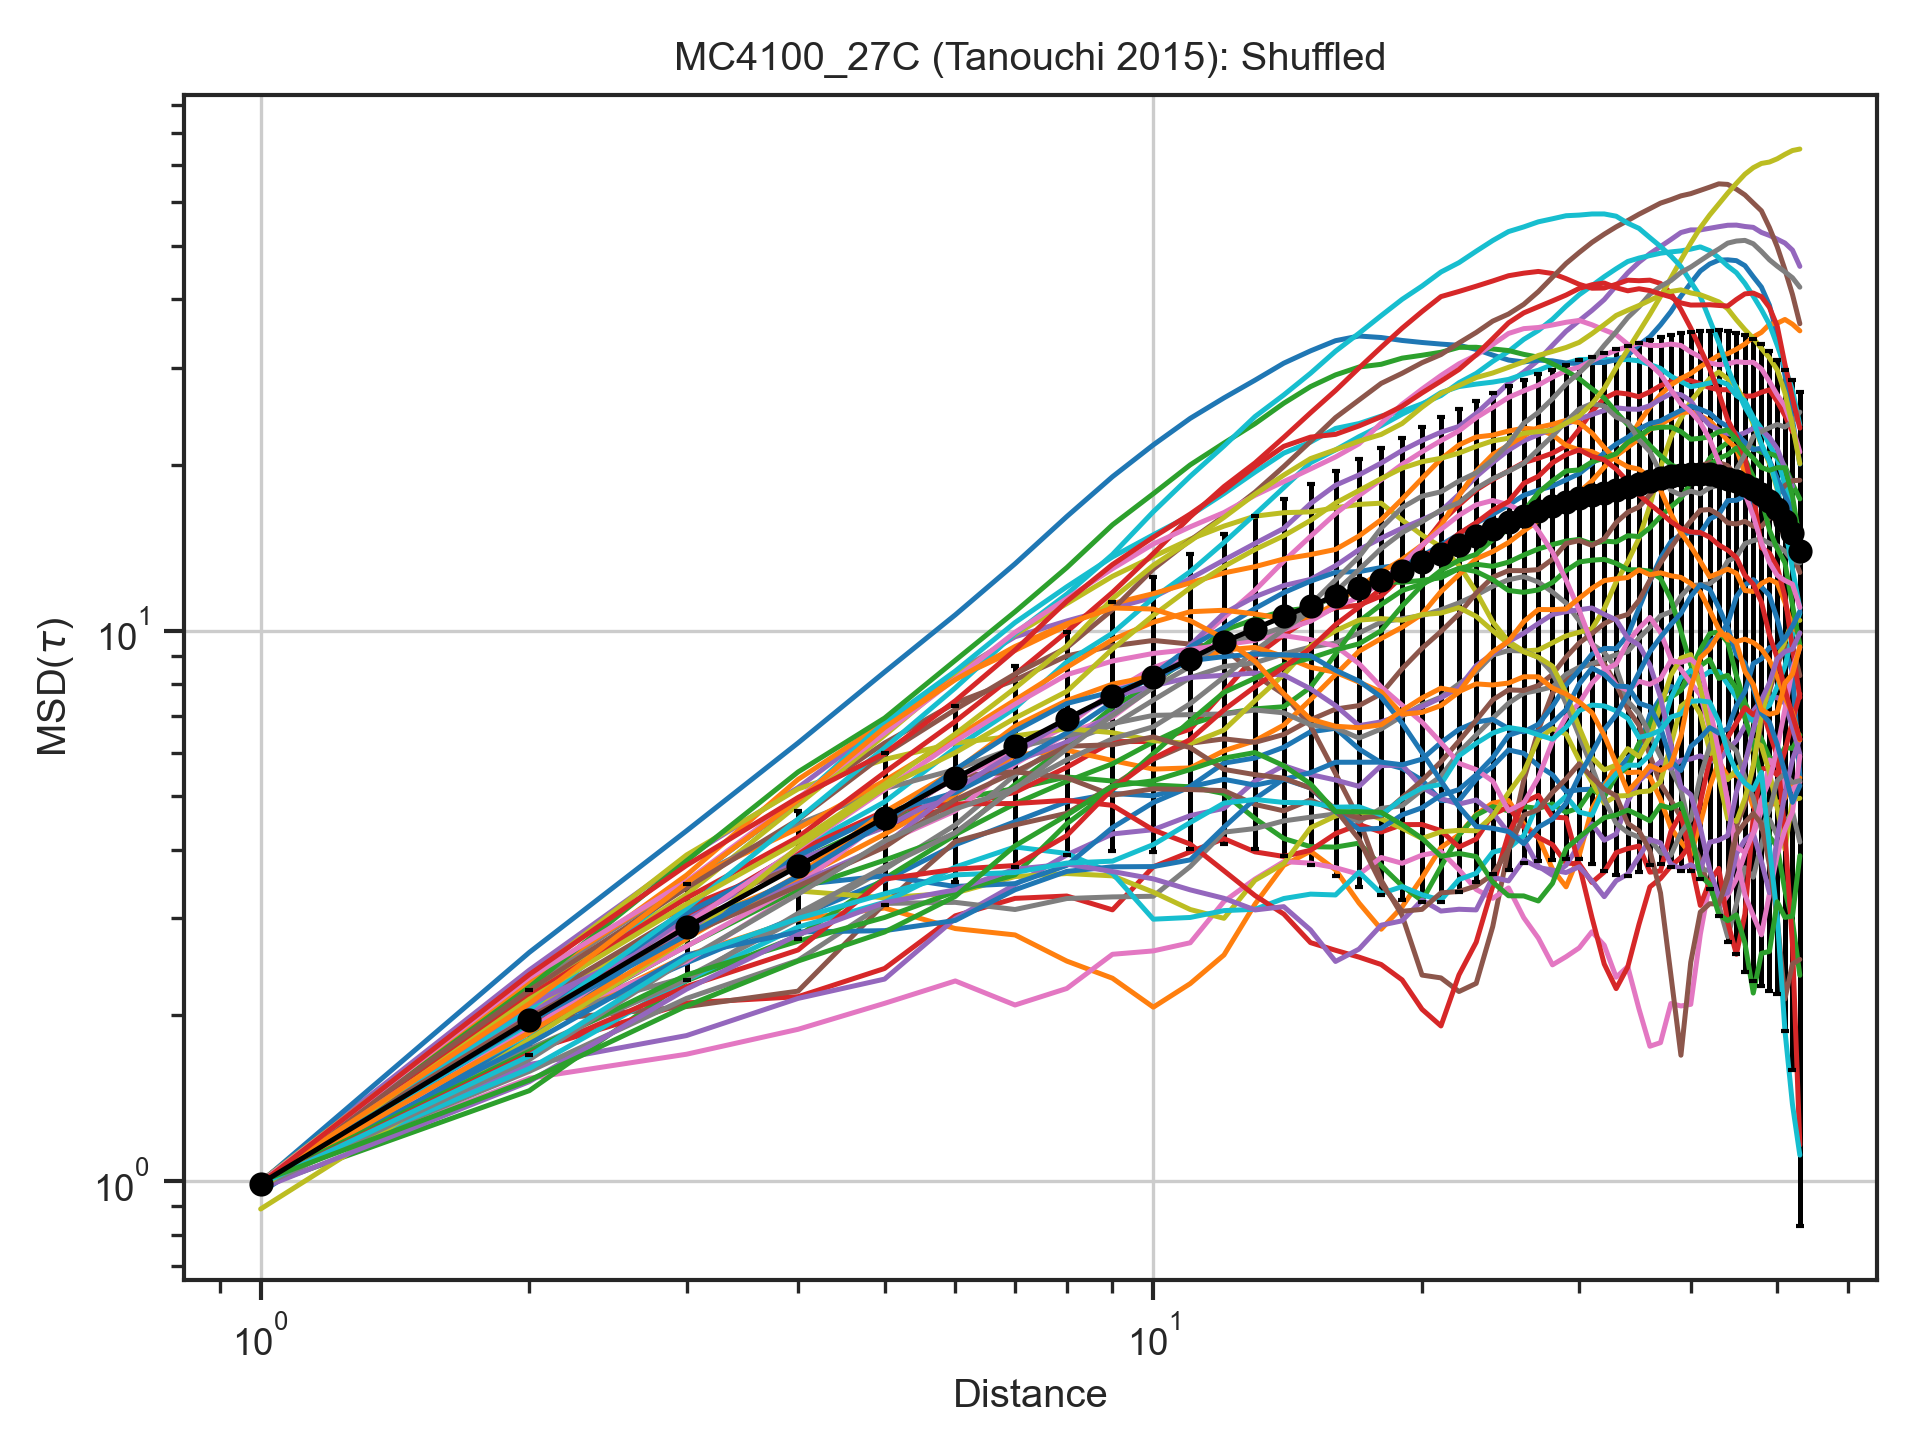 MC4100_27C (Tanouchi 2015): Shuffled
MSD(τ)
10¹
10⁰
10⁰ 10¹
Distance